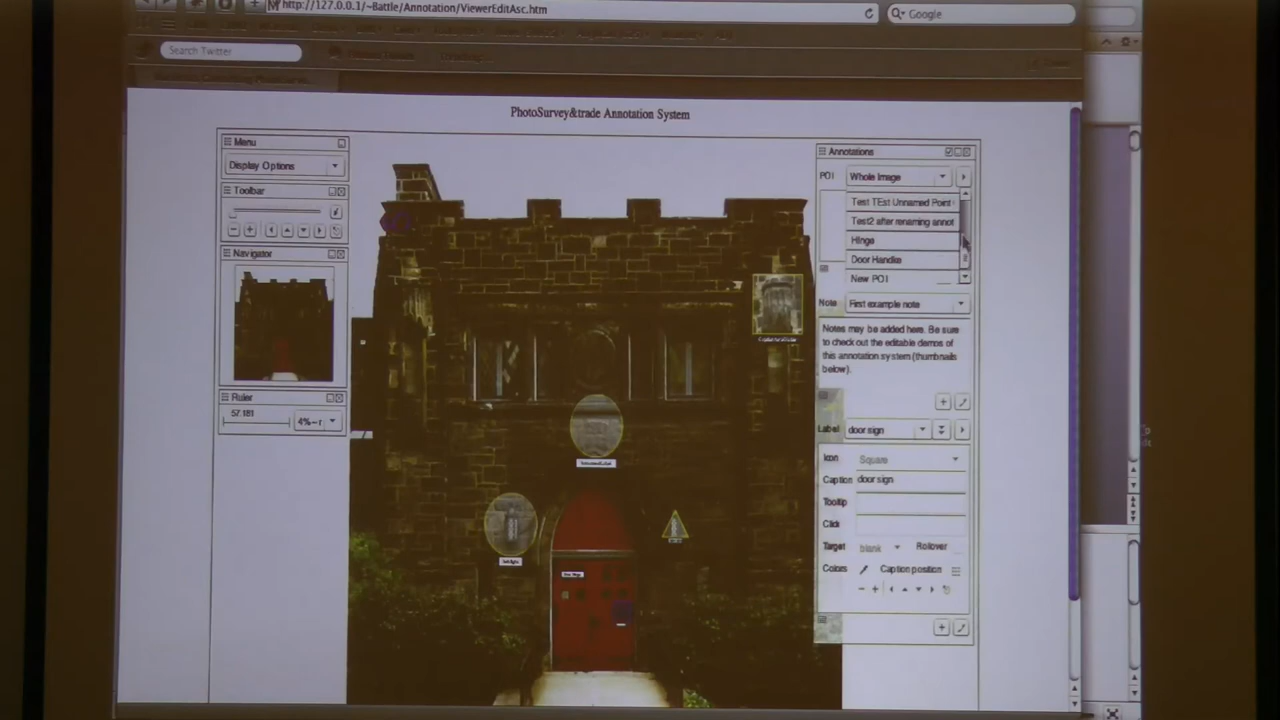 http://127.0.0.1/~Battle/Annotation/ViewerEditAsc.htm
Google
Search Twitter
PhotoSurvey&trade Annotation System
Menu
Display Options
Toolbar
Navigator
Ruler
57.181
Annotations
POI
Whole Image
Test TEst Unnamed Point
Test2 after renaming annot
Hinge
Door Handle
New POI
Note
First example note
Notes may be added here. Be sure
to check out the editable demos of
this annotation system (thumbnails
below).
Label
door sign
Icon
Square
Caption
door sign
Tooltip
Click
Target
blank
Rollover
Colors
Caption position